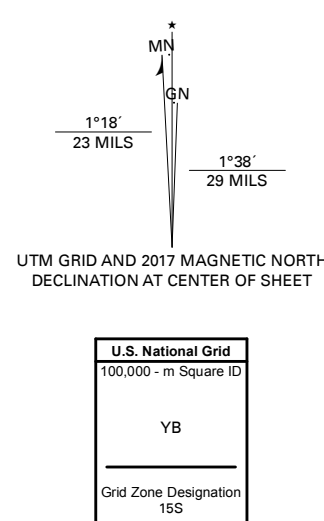 MN
GN
1°18´
23 MILS
1°38´
29 MILS
UTM GRID AND 2017 MAGNETIC NORTH
DECLINATION AT CENTER OF SHEET
U.S. National Grid
100,000 - m Square ID
YB
Grid Zone Designation
15S